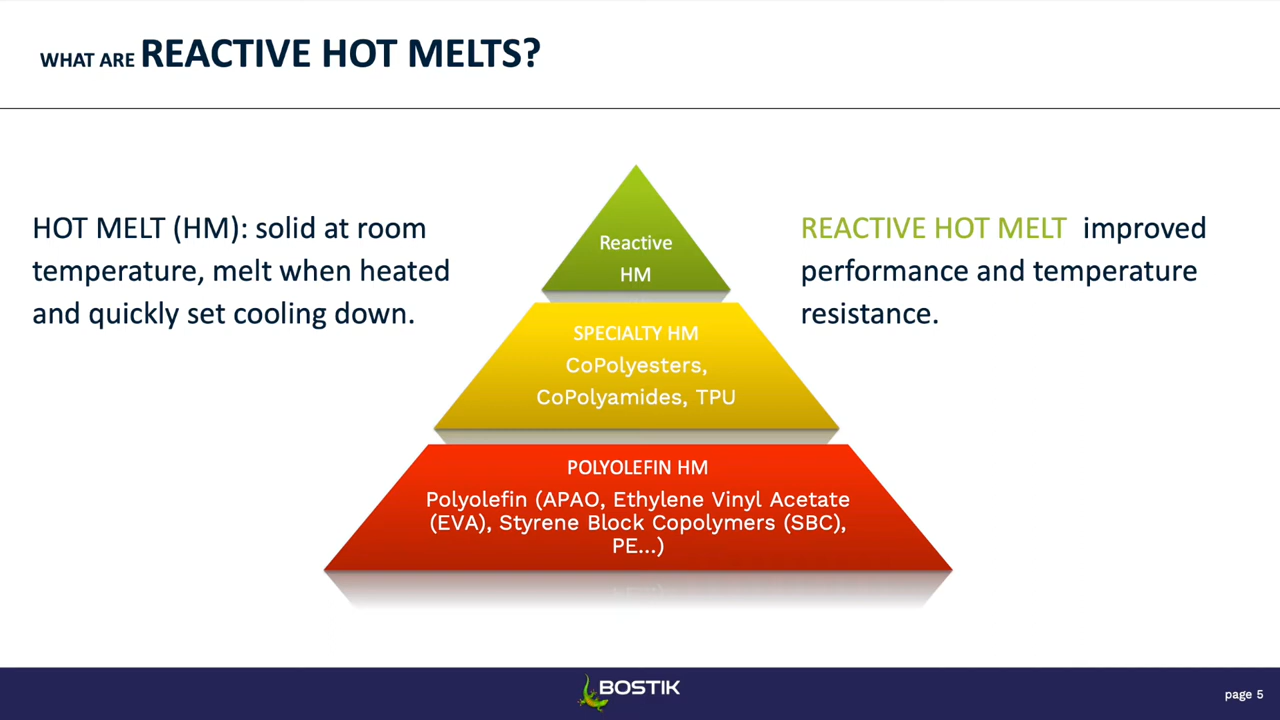 WHAT ARE REACTIVE HOT MELTS?
HOT MELT (HM): solid at room
temperature, melt when heated
and quickly set cooling down.
Reactive
HM
SPECIALTY HM
CoPolyesters,
CoPolyamides, TPU
POLYOLEFIN HM
Polyolefin (APAO, Ethylene Vinyl Acetate
(EVA), Styrene Block Copolymers (SBC),
PE...)
REACTIVE HOT MELT improved
performance and temperature
resistance.
BOSTIK
page 5